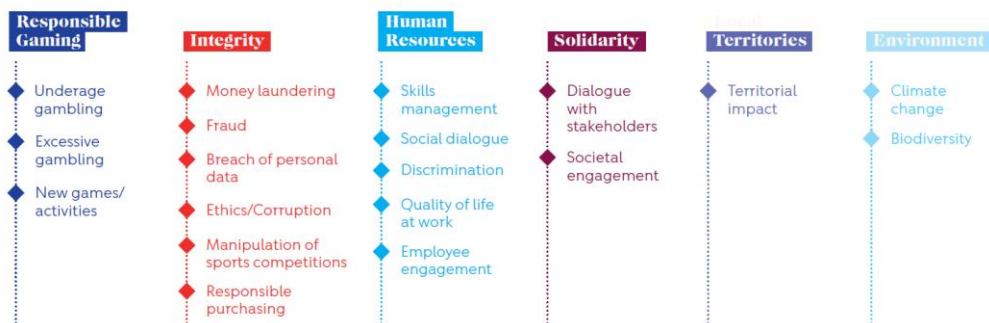 Responsible
Gaming
Underage
gambling
Excessive
gambling
New games/
activities
Integrity
Money laundering
Fraud
Breach of personal
data
Ethics/Corruption
Manipulation of
sports competitions
Responsible
purchasing
Human
Resources
Skills
management
Social dialogue
Discrimination
Quality of life
at work
Employee
engagement
Solidarity
Dialogue
with
stakeholders
Societal
engagement
Local
Territories
Territorial
impact
Environment
Climate
change
Biodiversity